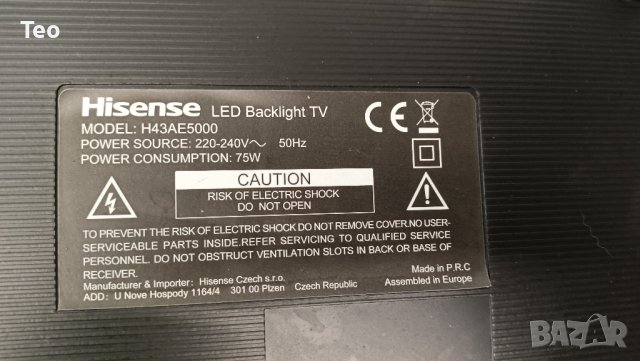 Teo
Hisense LED Backlight TV
MODEL: H43AE5000
POWER SOURCE: 220-240V～ 50Hz
POWER CONSUMPTION: 75W
CE
CAUTION
RISK OF ELECTRIC SHOCK
DO NOT OPEN
TO PREVENT THE RISK OF ELECTRIC SHOCK DO NOT REMOVE COVER.NO USER-
SERVICEABLE PARTS INSIDE.REFER SERVICING TO QUALIFIED SERVICE
PERSONNEL. DO NOT OBSTRUCT VENTILATION SLOTS IN BACK OR BASE OF
RECEIVER.
Manufacturer & Importer : Hisense Czech s.r.o.
ADD: U Nove Hospody 1164/4 301 00 Plzen Czech Republic
Made in P.R.C
Assembled in Europe
BAZAR
.bg